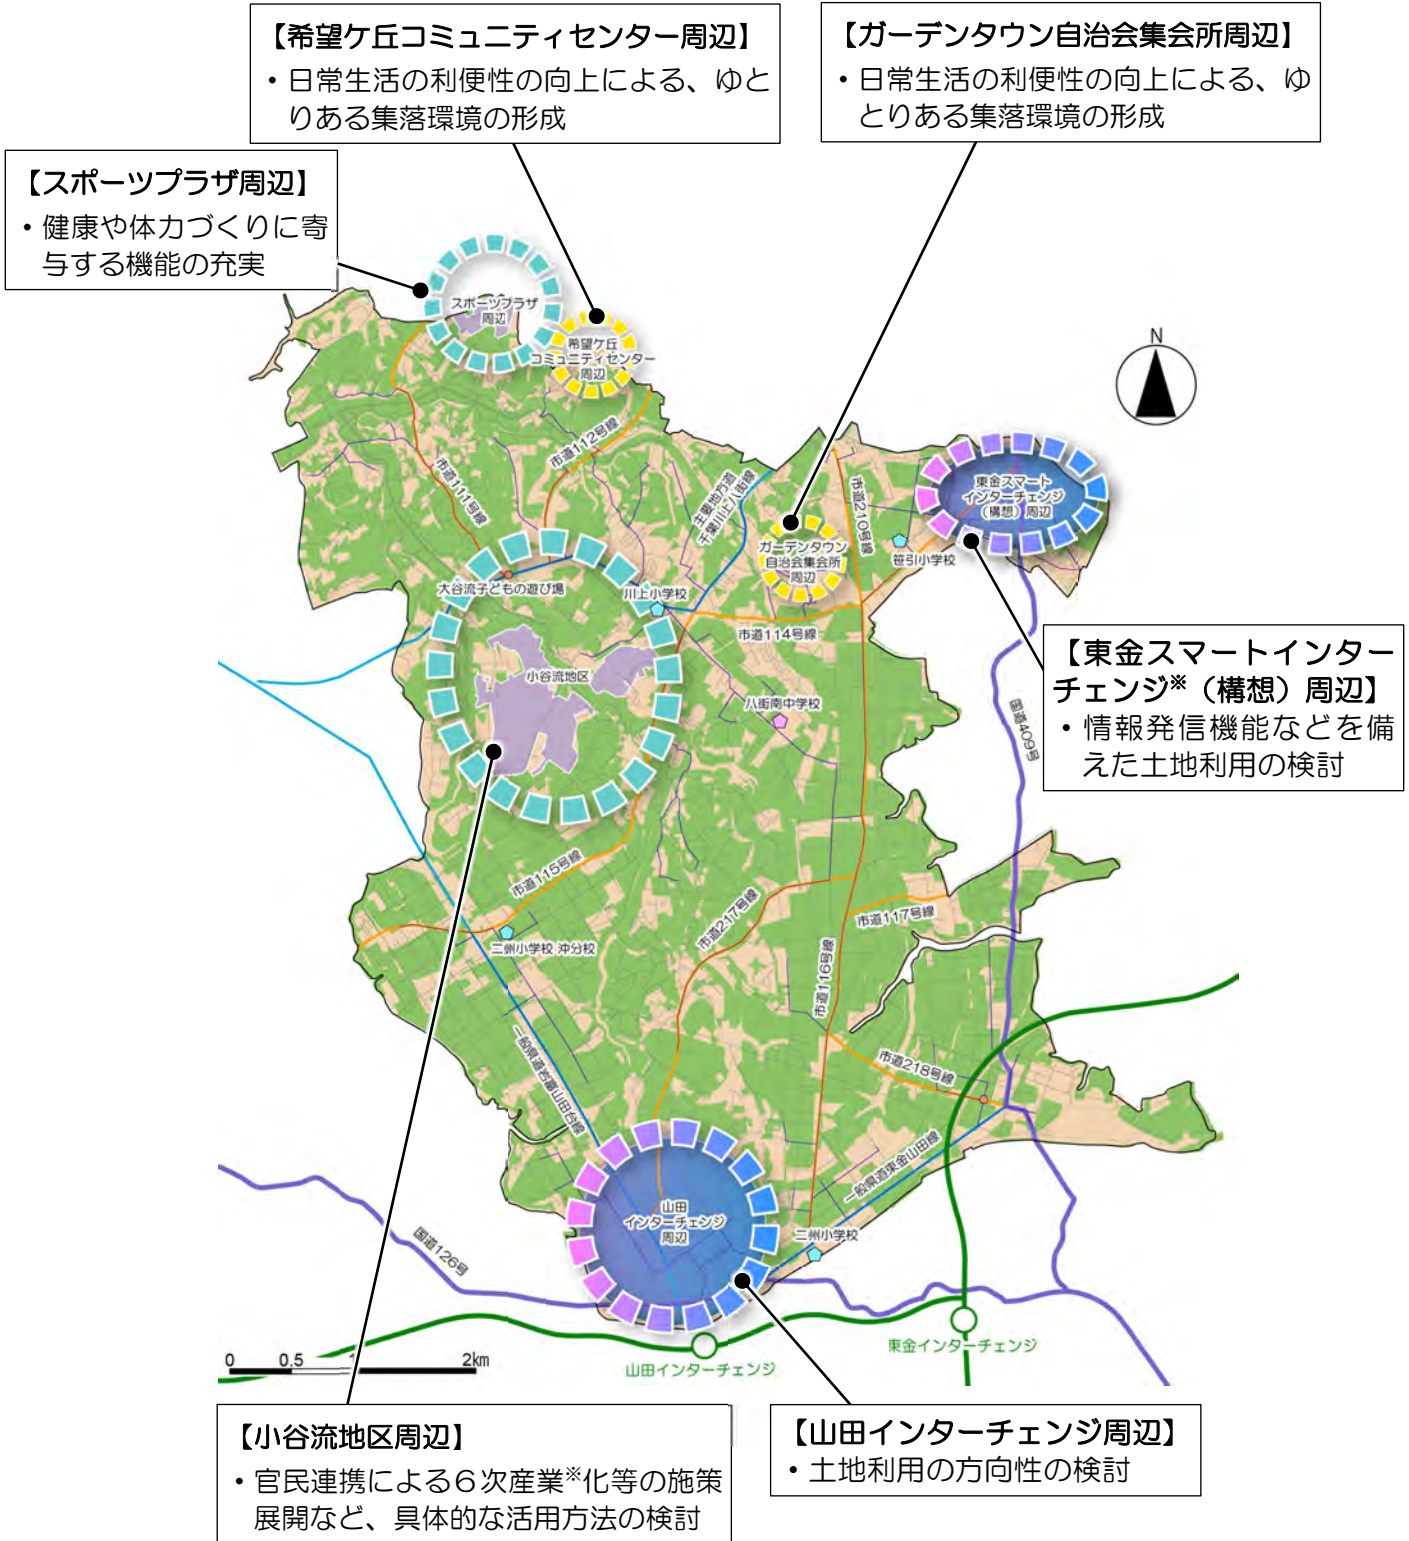 【希望ケ丘コミュニティセンター周辺】
・日常生活の利便性の向上による、ゆと
りある集落環境の形成
【ガーデンタウン自治会集会所周辺】
・日常生活の利便性の向上による、ゆ
とりある集落環境の形成
【スポーツプラザ周辺】
・健康や体力づくりに寄
与する機能の充実
スポーツプラザ
周辺
希望ケ丘
コミュニティセンター
周辺
N
市道112号線
市道111号線
主要地方道
千葉川上八街線
市道210号線
東金スマート
インターチェンジ
（構想）周辺
ガーデンタウン
自治会集会所
周辺
笹引小学校
大谷流子どもの遊び場
川上小学校
市道114号線
小谷流地区
八街南中学校
国道409号
【東金スマートインター
チェンジ※（構想）周辺】
・情報発信機能などを備
えた土地利用の検討
市道115号線
市道217号線
市道117号線
二州小学校 沖分校
市道116号線
一般県道岩富山田台線
市道218号線
一般県道東金山田線
山田
インターチェンジ
周辺
二州小学校
国道126号
東金インターチェンジ
山田インターチェンジ
0 0.5 1 2km
【小谷流地区周辺】
・官民連携による６次産業※化等の施策
展開など、具体的な活用方法の検討
【山田インターチェンジ周辺】
・土地利用の方向性の検討